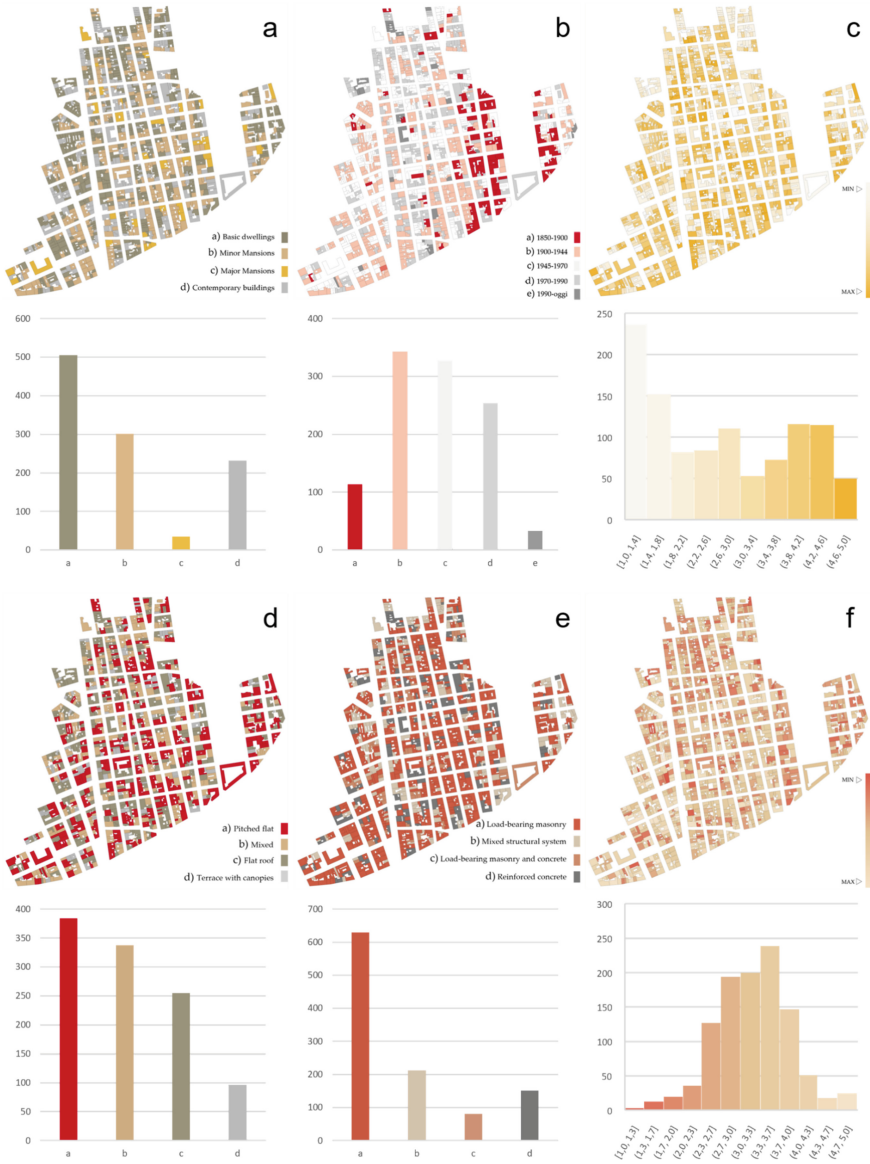 a
a) Basic dwellings
b) Minor Mansions
c) Major Mansions
d) Contemporary buildings
b
a) 1850-1900
b) 1900-1944
c) 1945-1970
d) 1970-1990
e) 1990-oggi
c
MIN
MAX
600
500
400
300
200
100
0
a b c d
400
300
200
100
0
a b c d e
250
200
150
100
50
0
[1,0, 1,4]
(1,4, 1,8]
(1,8, 2,2]
(2,2, 2,6]
(2,6, 3,0]
(3,0, 3,4]
(3,4, 3,8]
(3,8, 4,2]
(4,2, 4,6]
(4,6, 5,0]
d
a) Pitched flat
b) Mixed
c) Flat roof
d) Terrace with canopies
e
a) Load-bearing masonry
b) Mixed structural system
c) Load-bearing masonry and concrete
d) Reinforced concrete
f
MIN
MAX
400
350
300
250
200
150
100
50
0
a b c d
700
600
500
400
300
200
100
0
a b c d
300
250
200
150
100
50
0
[1,0, 1,3]
(1,3, 1,7]
(1,7, 2,0]
(2,0, 2,3]
(2,3, 2,7]
(2,7, 3,0]
(3,0, 3,3]
(3,3, 3,7]
(3,7, 4,0]
(4,0, 4,3]
(4,3, 4,7]
(4,7, 5,0]